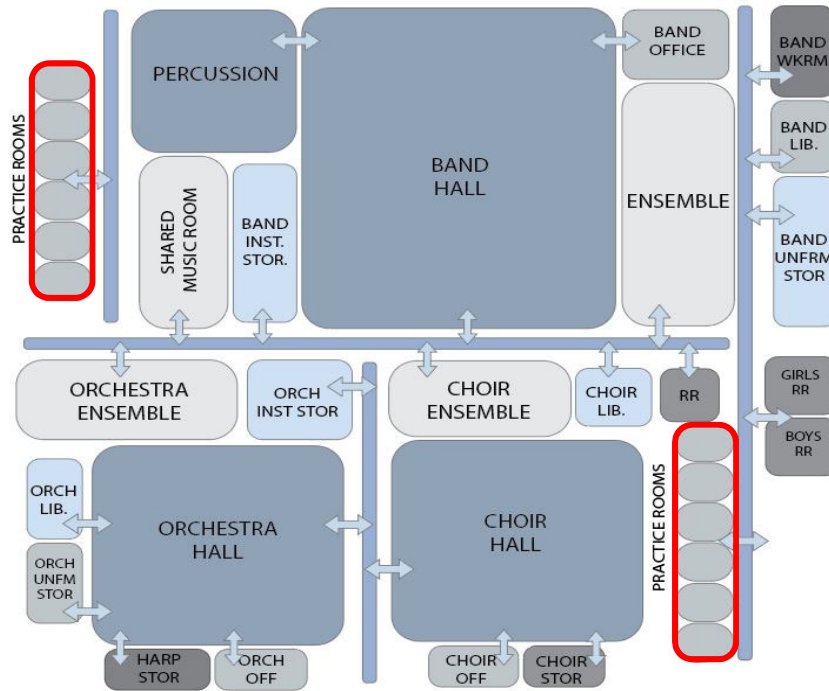 PERCUSSION
BAND
HALL
BAND
OFFICE
BAND
WKRM
PRACTICE ROOMS
BAND
LIB.
SHARED
MUSIC ROOM
BAND
INST.
STOR.
ENSEMBLE
BAND
UNFRM
STOR
ORCHESTRA
ENSEMBLE
ORCH
INST STOR
CHOIR
ENSEMBLE
CHOIR
LIB.
RR
GIRLS
RR
BOYS
RR
ORCH
LIB.
ORCHESTRA
HALL
CHOIR
HALL
PRACTICE ROOMS
ORCH
UNFM
STOR
HARP
STOR
ORCH
OFF
CHOIR
OFF
CHOIR
STOR